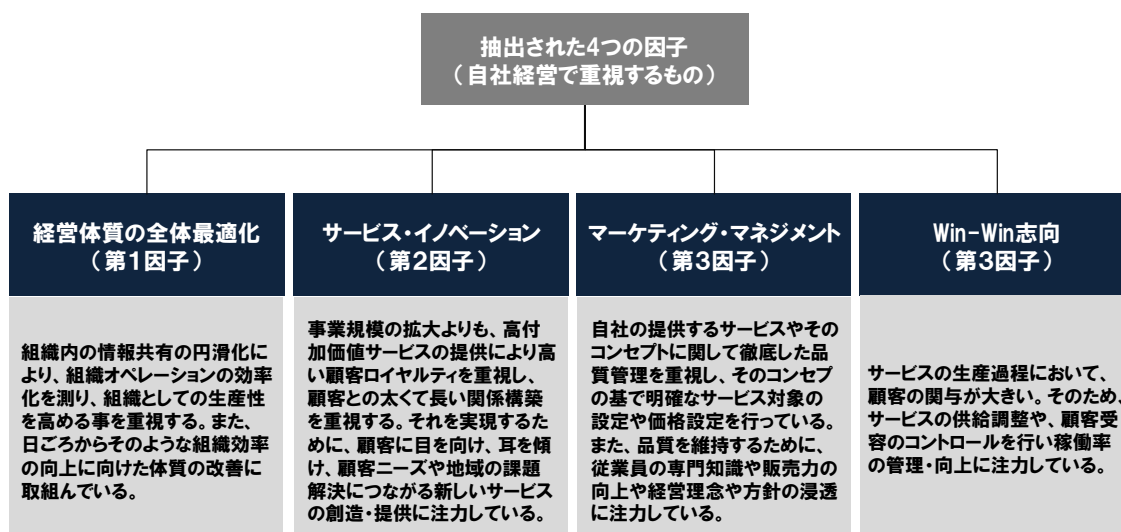 抽出された4つの因子
(自社経営で重視するもの)
経営体質の全体最適化
(第1因子)
組織内の情報共有の円滑化に
より、組織オペレーションの効率
化を測り、組織としての生産性
を高める事を重視する。また、
日ごろからそのような組織効率
の向上に向けた体質の改善に
取組んでいる。
サービス・イノベーション
(第2因子)
事業規模の拡大よりも、高付
加価値サービスの提供により高
い顧客ロイヤルティを重視し、
顧客との太くて長い関係構築
を重視する。それを実現するた
めに、顧客に目を向け、耳を傾
け、顧客ニーズや地域の課題
解決につながる新しいサービス
の創造・提供に注力している。
マーケティング・マネジメント
(第3因子)
自社の提供するサービスやその
コンセプトに関して徹底した品
質管理を重視し、そのコンセプト
の基で明確なサービス対象の
設定や価格設定を行っている。
また、品質を維持するために、
従業員の専門知識や販売力の
向上や経営理念や方針の浸透
に注力している。
Win-Win志向
(第3因子)
サービスの生産過程において、
顧客の関与が大きい。そのため、
サービスの供給調整や、顧客受
容のコントロールを行い稼働率
の管理・向上に注力している。